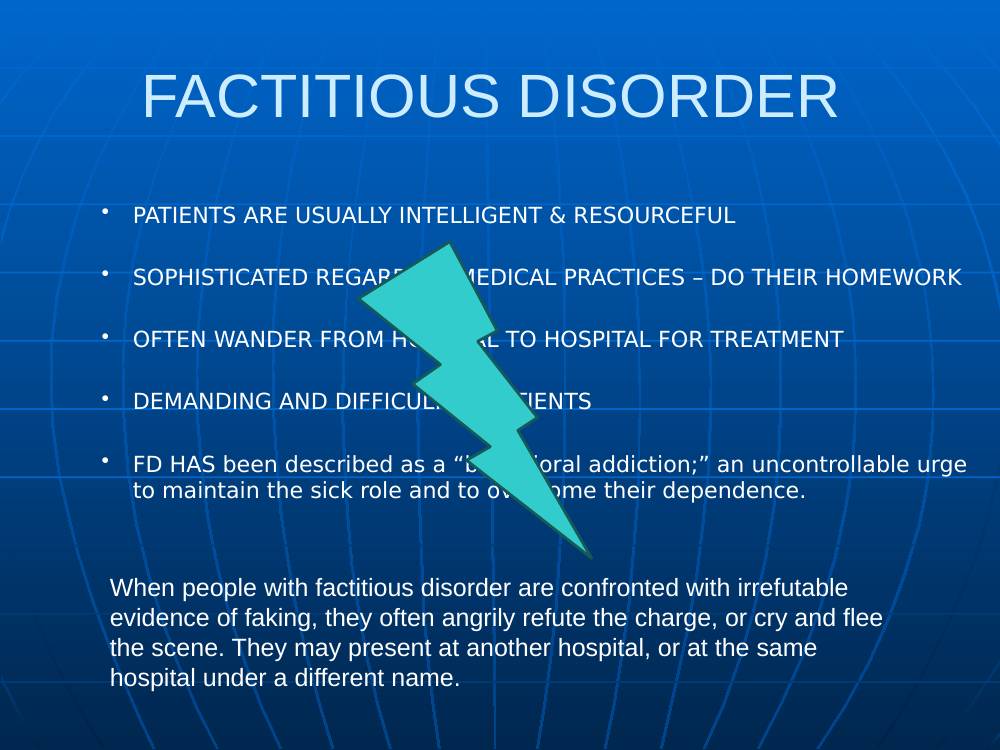 FACTITIOUS DISORDER
• PATIENTS ARE USUALLY INTELLIGENT & RESOURCEFUL
• SOPHISTICATED MEDICAL PRACTICES – DO THEIR HOMEWORK
• OFTEN WANDER FROM TO HOSPITAL FOR TREATMENT
• DEMANDING AND
• FD HAS been described as a addiction;” an uncontrollable urge
to maintain the sick role and to their dependence.
When people with factitious disorder are confronted with irrefutable
evidence of faking, they often angrily refute the charge, or cry and flee
the scene. They may present at another hospital, or at the same
hospital under a different name.